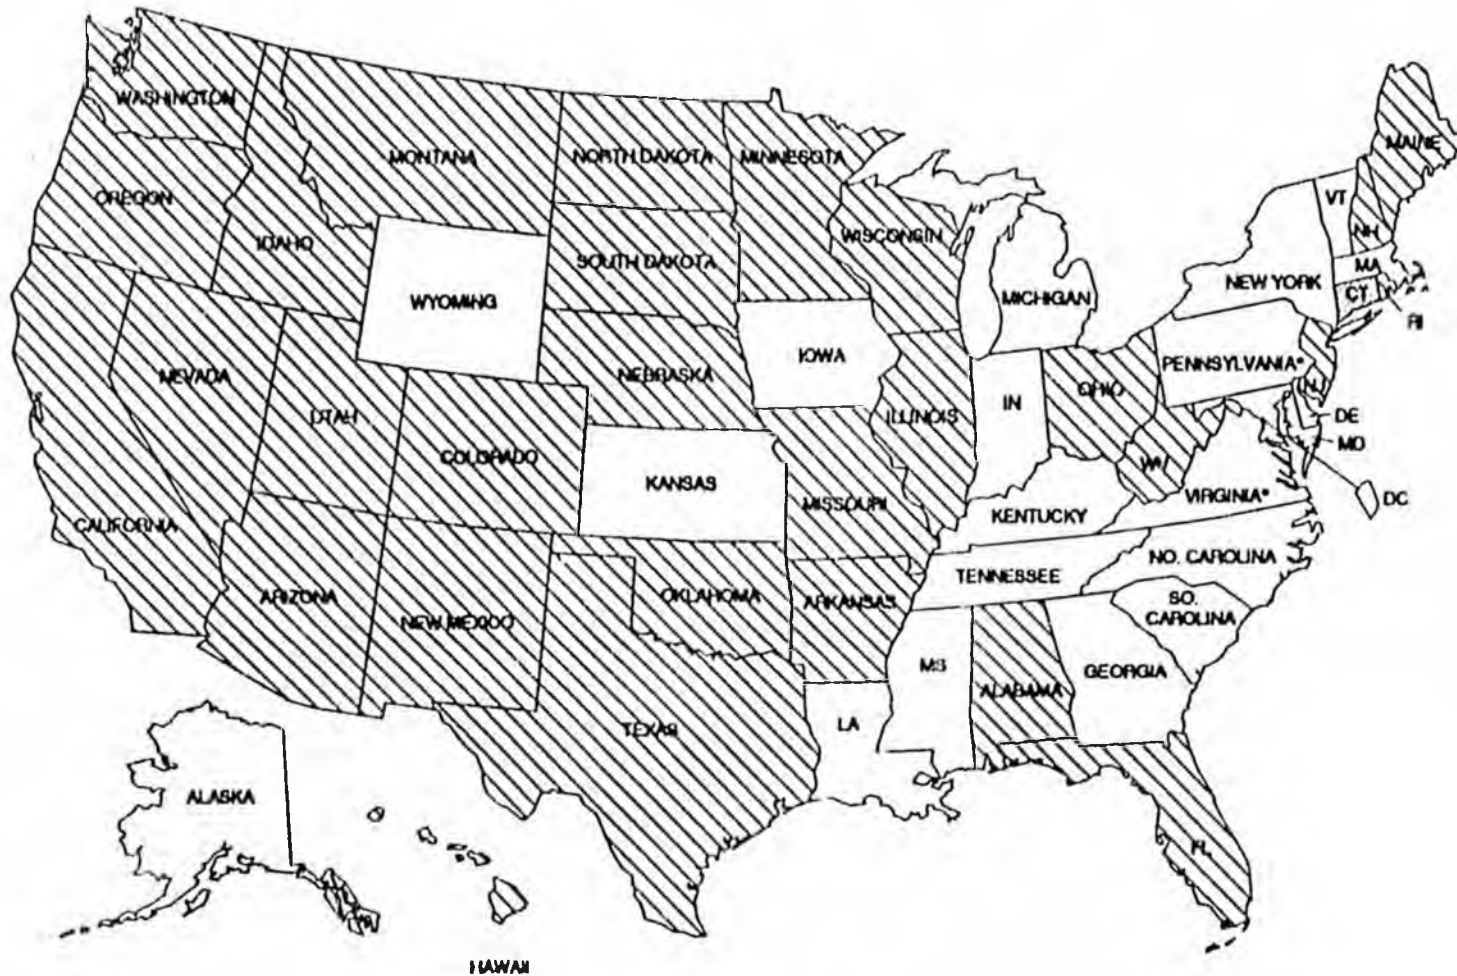 WASHINGTON
MAINE
MONTANA
NORTH DAKOTA
MINNESOTA
OREGON
VT
IDAHO
WISCONSIN
NH
SOUTH DAKOTA
MA
WYOMING
MICHIGAN
NEW YORK
CT
RI
IOWA
PENNSYLVANIA*
NEVADA
NEBRASKA
OHIO
NJ
UTAH
ILLINOIS
IN
DE
COLORADO
MO
WV
KANSAS
VIRGINIA*
DC
MISSOURI
KENTUCKY
CALIFORNIA
NO. CAROLINA
TENNESSEE
ARIZONA
OKLAHOMA
ARKANSAS
SO.
CAROLINA
NEW MEXICO
MS
GEORGIA
ALABAMA
LA
TEXAS
ALASKA
FL
HAWAII